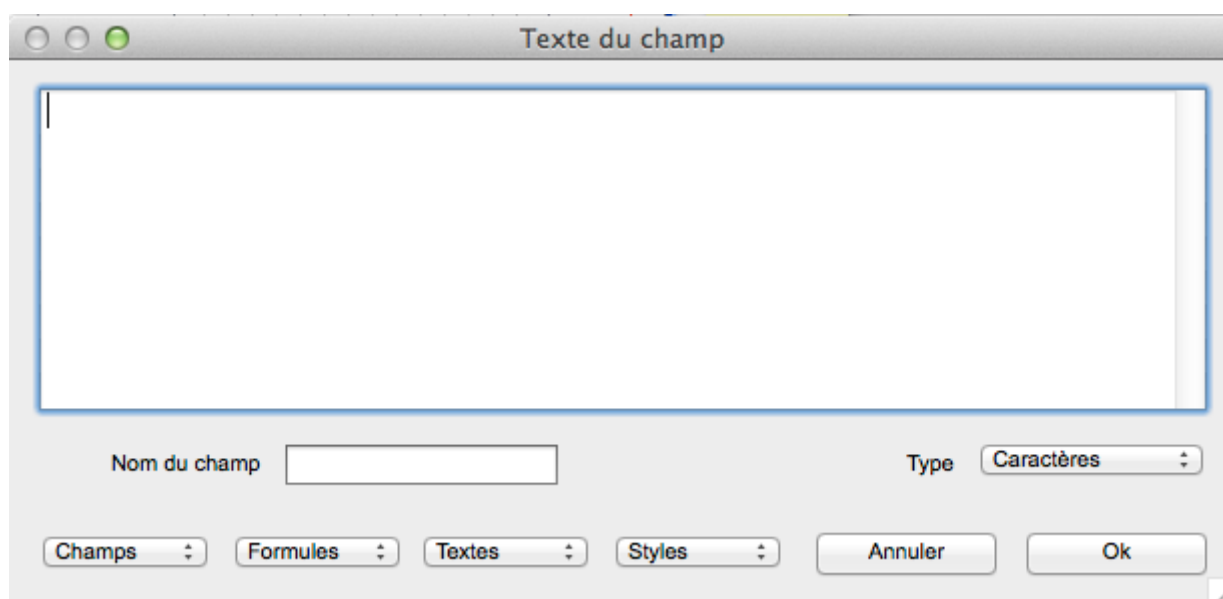 Texte du champ
Nom du champ Type Caractères
Champs Formules Textes Styles Annuler Ok